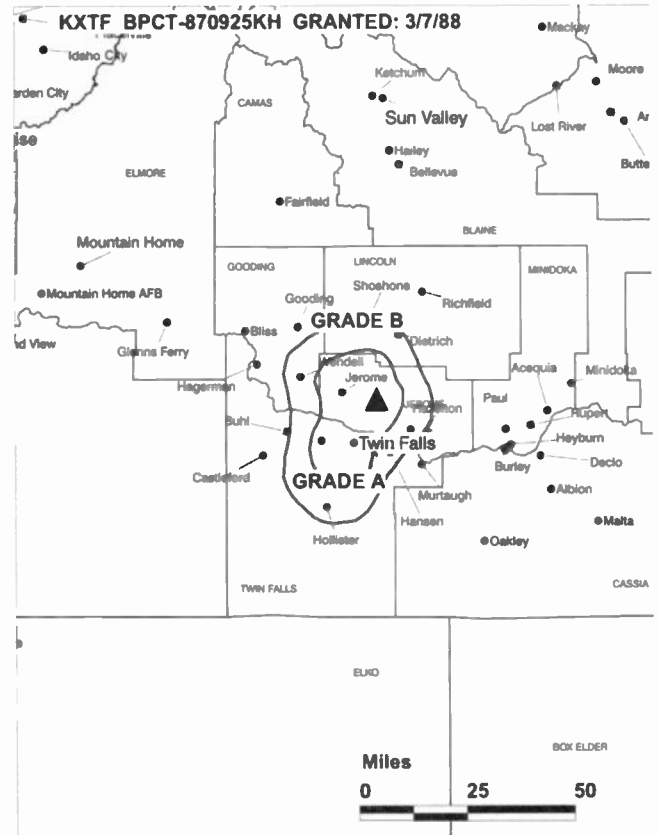 KXTF BPCT-870925KH GRANTED: 3/7/88
Mackay
Idaho City
Moore
Ketchum
CAMAS
Sun Valley
Lost River
Hailey
Bellevue
ELMORE
Fairfield
BLAINE
Mountain Home
GOODING
LINCOLN
MINIDOKA
Shoshone
Mountain Home AFB
Gooding
Richfield
GRADE B
Bliss
Dietrich
Glenns Ferry
Wendell
Acequia
Minidoka
Hagerman
Jerome
Paul
Rupert
Buhl
Twin Falls
Heyburn
Castleford
Burley
Declo
GRADE A
Murtaugh
Albion
Hansen
Malta
Hollister
Oakley
TWIN FALLS
CASSIA
ELKO
BOX ELDER
Miles
0 25 50